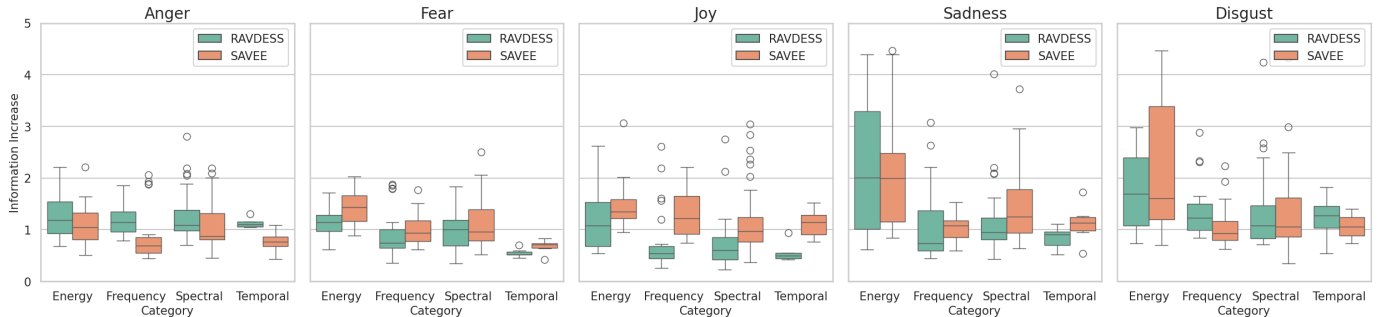 Anger
Fear
Joy
Sadness
Disgust
Information Increase
5
4
3
2
1
0
RAVDESS
SAVEE
RAVDESS
SAVEE
RAVDESS
SAVEE
RAVDESS
SAVEE
RAVDESS
SAVEE
Energy Frequency Spectral Temporal
Category
Energy Frequency Spectral Temporal
Category
Energy Frequency Spectral Temporal
Category
Energy Frequency Spectral Temporal
Category
Energy Frequency Spectral Temporal
Category